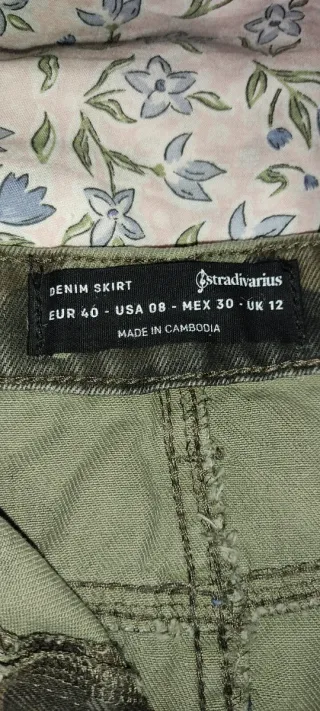 DENIM SKIRT
stradivarius
EUR 40 - USA 08 - MEX 30 - UK 12
MADE IN CAMBODIA